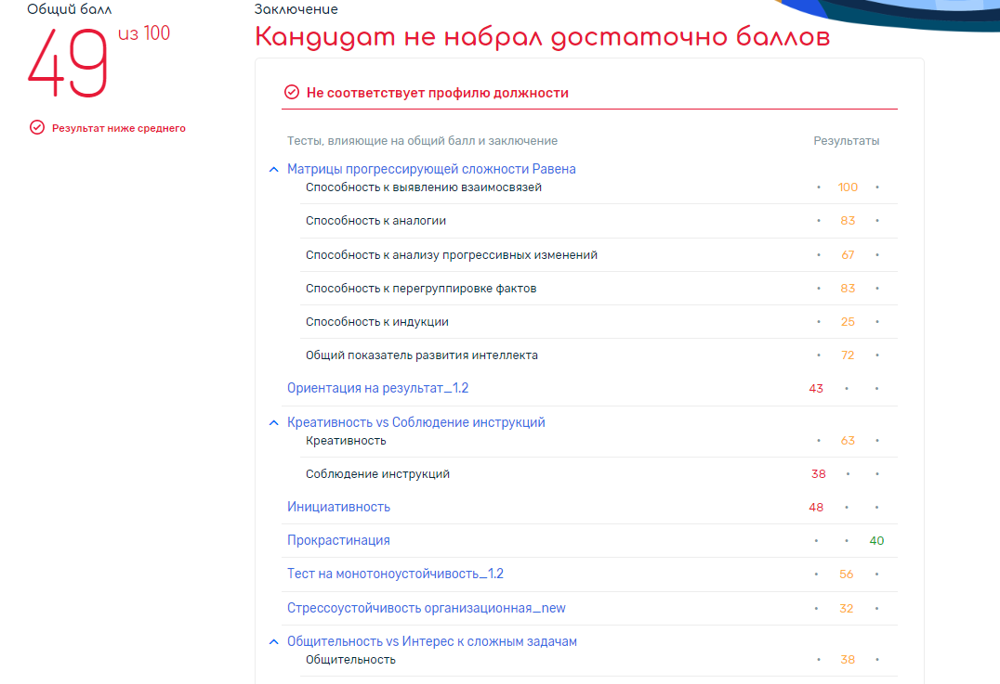 Общий балл
49 из 100
Результат ниже среднего
Заключение
Кандидат не набрал достаточно баллов
Не соответствует профилю должности
Тесты, влияющие на общий балл и заключение Результаты
Матрицы прогрессирующей сложности Равена
Способность к выявлению взаимосвязей 100
Способность к аналогии 83
Способность к анализу прогрессивных изменений 67
Способность к перегруппировке фактов 83
Способность к индукции 25
Общий показатель развития интеллекта 72
Ориентация на результат_1.2 43
Креативность vs Соблюдение инструкций
Креативность 63
Соблюдение инструкций 38
Инициативность 48
Прокрастинация 40
Тест на монотоноустойчивость_1.2 56
Стрессоустойчивость организационная_new 32
Общительность vs Интерес к сложным задачам
Общительность 38